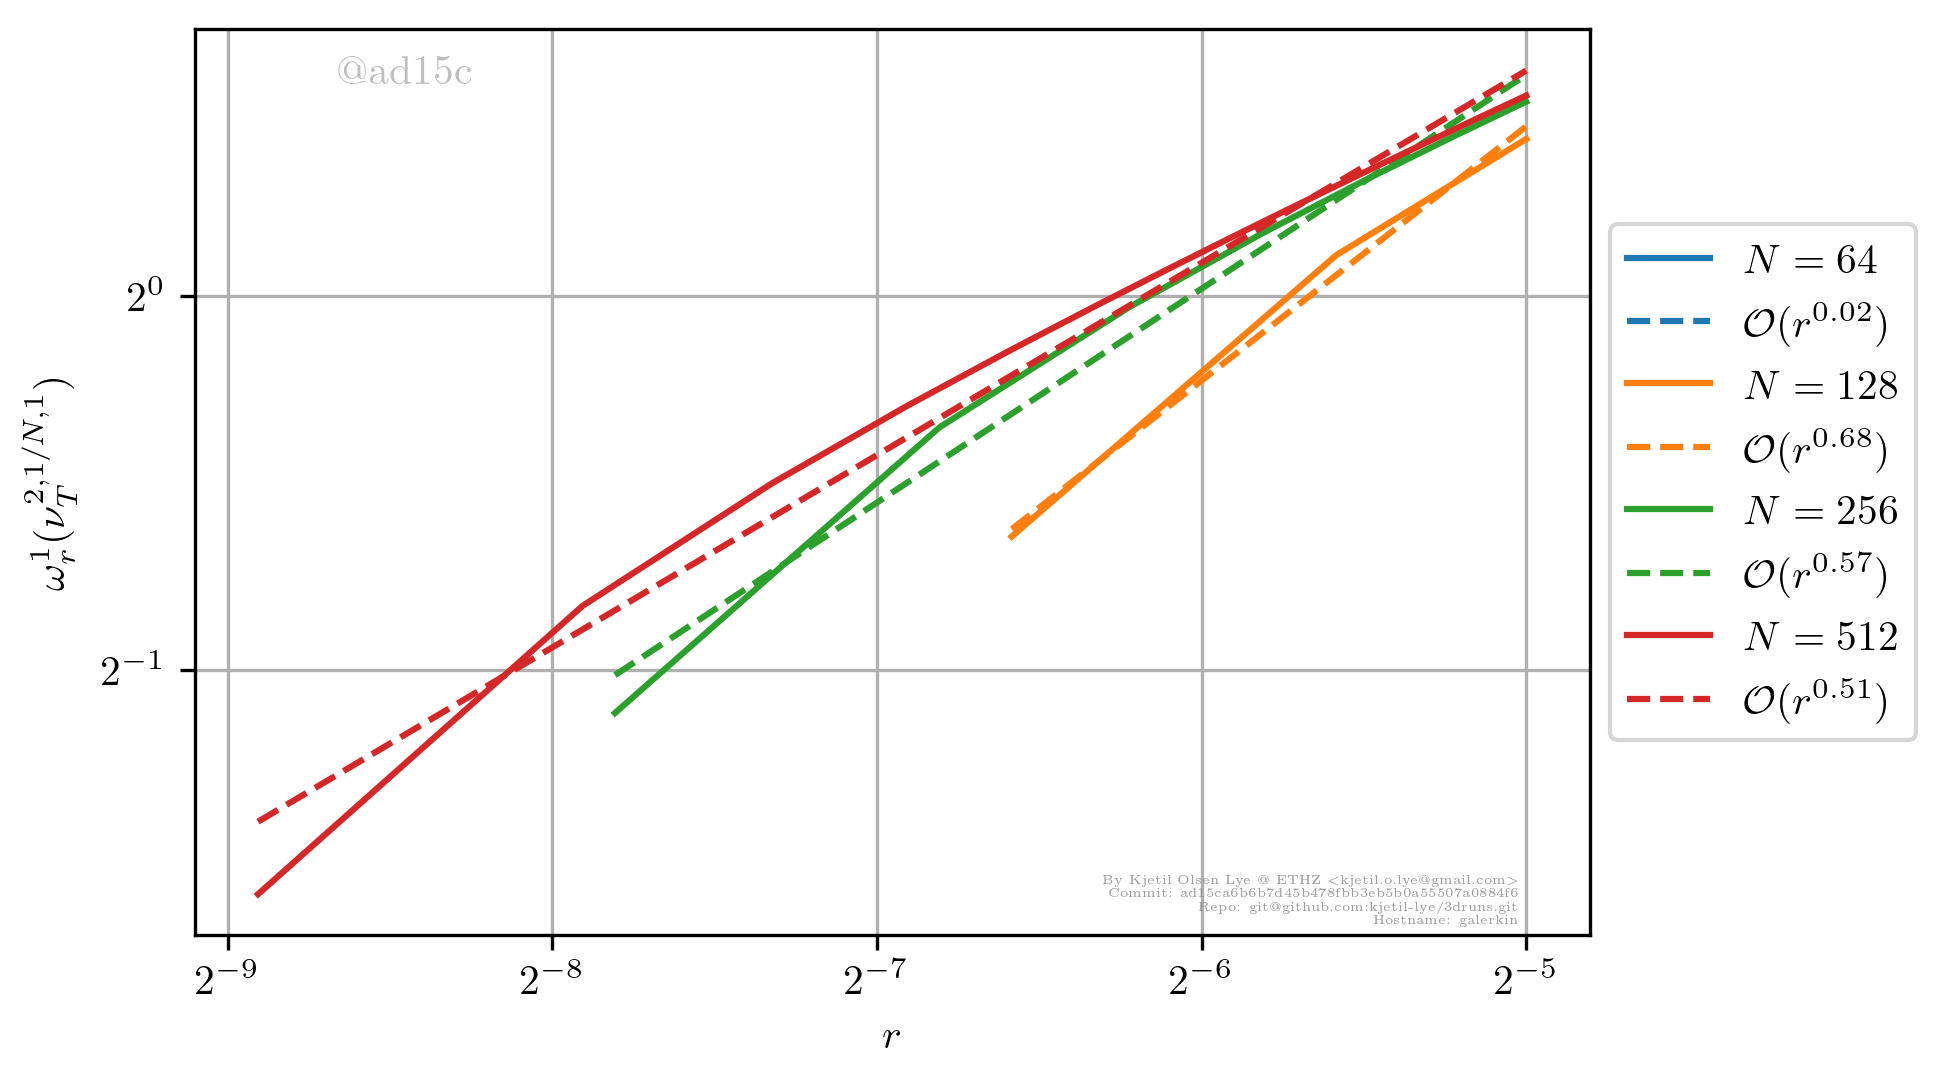 @ad15c
2^0
2^{-1}
ω_r^1(ν_T^{2,1/N,1})
2^{-9} 2^{-8} 2^{-7} 2^{-6} 2^{-5}
r
N = 64
𝒪(r^{0.02})
N = 128
𝒪(r^{0.68})
N = 256
𝒪(r^{0.57})
N = 512
𝒪(r^{0.51})
By Kjetil Olsen Lye @ ETHZ <kjetil.o.lye@gmail.com>
Commit: ad15ca6b6b7d45b478fbb3eb5b0a55507a0884f6
Repo: git@github.com:kjetil-lye/3druns.git
Hostname: galerkin